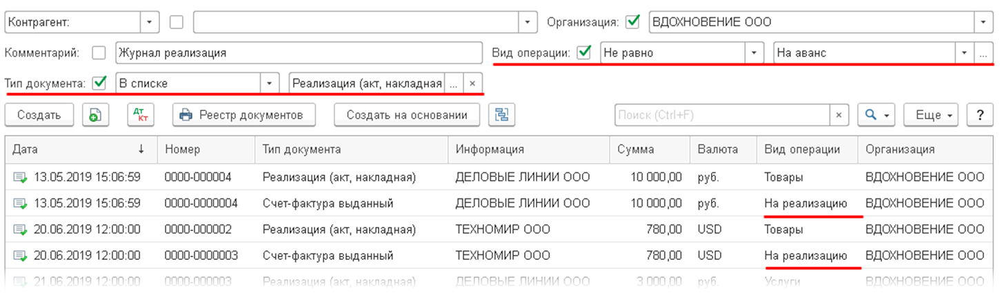 Контрагент: Организация: ВДОХНОВЕНИЕ ООО
Комментарий: Журнал реализация Вид операции: Не равно На аванс ...
Тип документа: В списке Реализация (акт, накладная ... ×
Создать Дт Кт Реестр документов Создать на основании Поиск (Ctrl+F) × Еще ?
Дата ↓ Номер Тип документа Информация Сумма Валюта Вид операции Организация
13.05.2019 15:06:59 0000-000004 Реализация (акт, накладная) ДЕЛОВЫЕ ЛИНИИ ООО 10 000,00 руб. Товары ВДОХНОВЕНИЕ ООО
13.05.2019 15:06:59 0000-0000004 Счет-фактура выданный ДЕЛОВЫЕ ЛИНИИ ООО 10 000,00 руб. На реализацию ВДОХНОВЕНИЕ ООО
20.06.2019 12:00:00 0000-000002 Реализация (акт, накладная) ТЕХНОМИР ООО 780,00 USD Товары ВДОХНОВЕНИЕ ООО
20.06.2019 12:00:00 0000-0000003 Счет-фактура выданный ТЕХНОМИР ООО 780,00 USD На реализацию ВДОХНОВЕНИЕ ООО
21.06.2019 12:00:00 0000-000003 Реализация (акт, накладная) ДЕЛОВЫЕ ЛИНИИ ООО 3 000,00 руб. Услуги ВДОХНОВЕНИЕ ООО